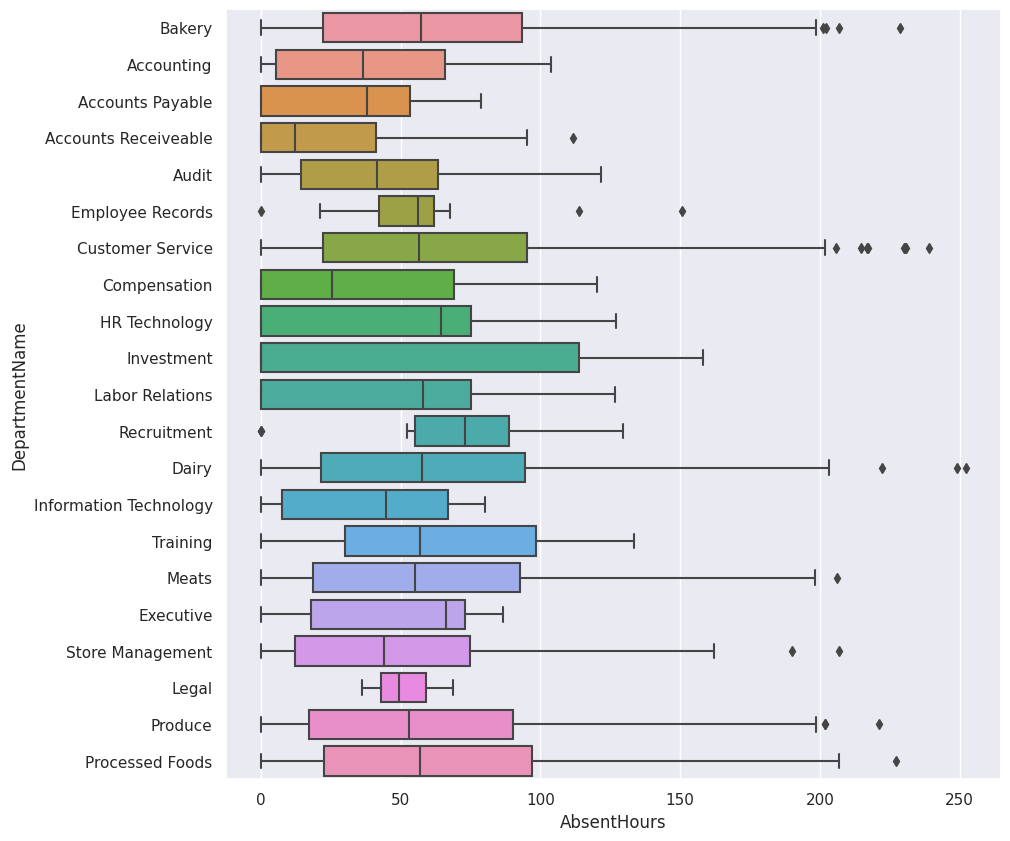 Bakery
Accounting
Accounts Payable
Accounts Receiveable
Audit
Employee Records
Customer Service
Compensation
HR Technology
Investment
Labor Relations
Recruitment
Dairy
Information Technology
Training
Meats
Executive
Store Management
Legal
Produce
Processed Foods
DepartmentName
0 50 100 150 200 250
AbsentHours